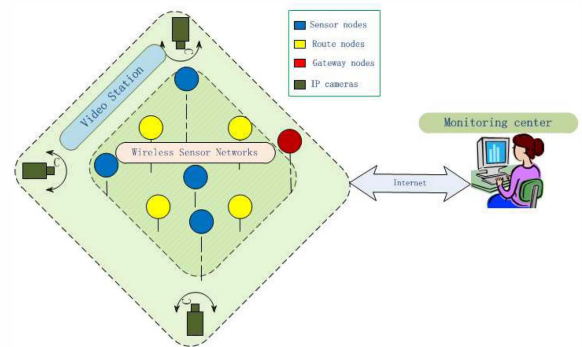 Sensor nodes
Route nodes
Gateway nodes
IP cameras
Video Station
Monitoring center
Wireless Sensor Networks
Internet